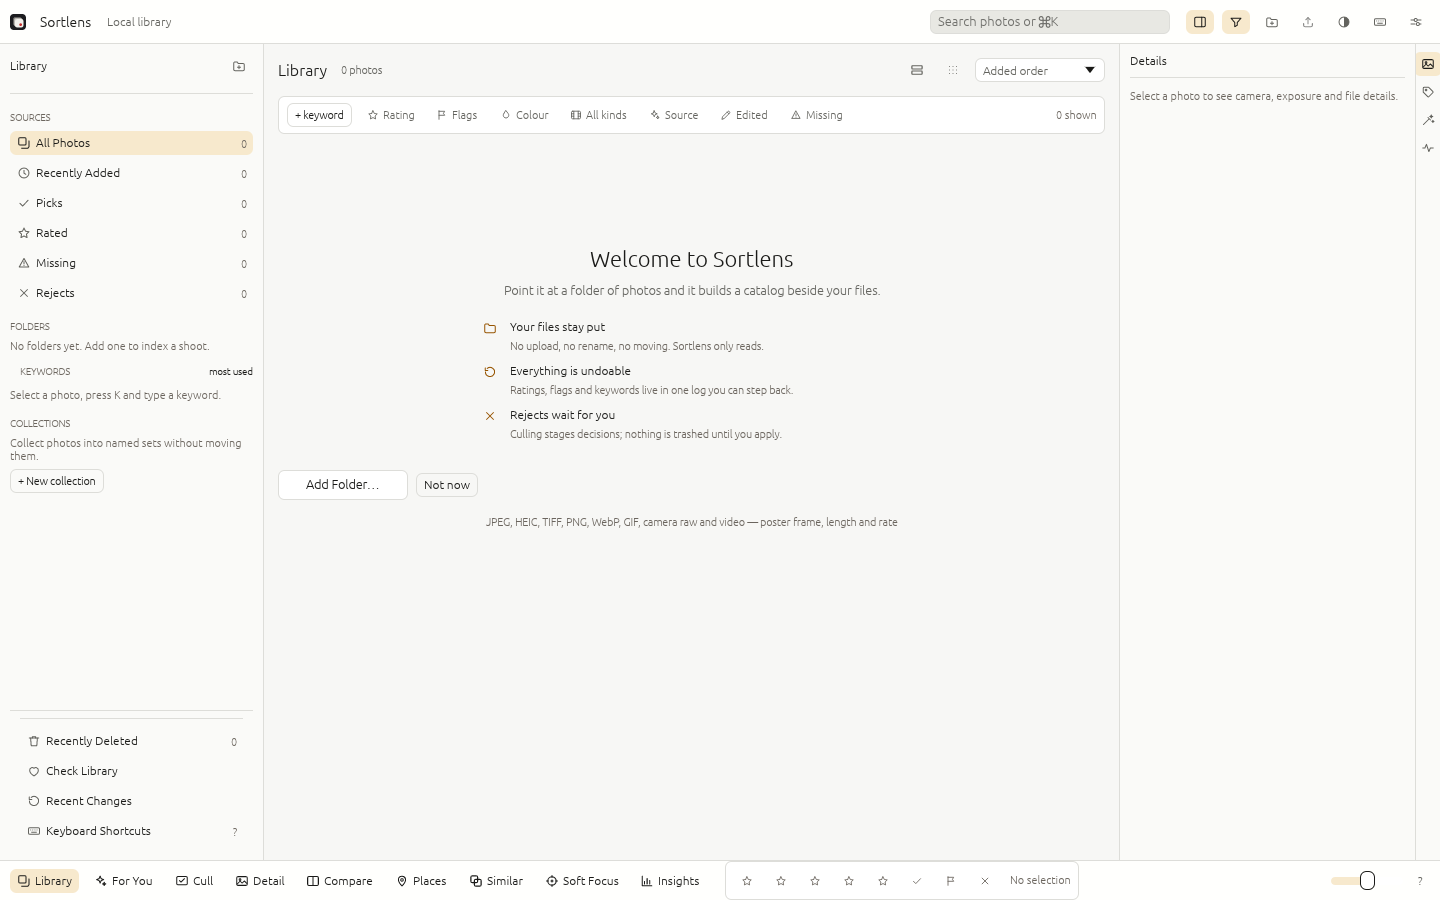 Sortlens
Local library
Search photos or ⌘K
Library
Library
0 photos
Added order
Details
Select a photo to see camera, exposure and file details.
+ keyword
Rating
Flags
Colour
All kinds
Source
Edited
Missing
0 shown
SOURCES
All Photos 0
Recently Added 0
Picks 0
Rated 0
Missing 0
Rejects 0
FOLDERS
No folders yet. Add one to index a shoot.
KEYWORDS
most used
Select a photo, press K and type a keyword.
COLLECTIONS
Collect photos into named sets without moving
them.
+ New collection
Welcome to Sortlens
Point it at a folder of photos and it builds a catalog beside your files.
Your files stay put
No upload, no rename, no moving. Sortlens only reads.
Everything is undoable
Ratings, flags and keywords live in one log you can step back.
Rejects wait for you
Culling stages decisions; nothing is trashed until you apply.
Add Folder…
Not now
JPEG, HEIC, TIFF, PNG, WebP, GIF, camera raw and video — poster frame, length and rate
Recently Deleted 0
Check Library
Recent Changes
Keyboard Shortcuts ?
Library
For You
Cull
Detail
Compare
Places
Similar
Soft Focus
Insights
No selection
?